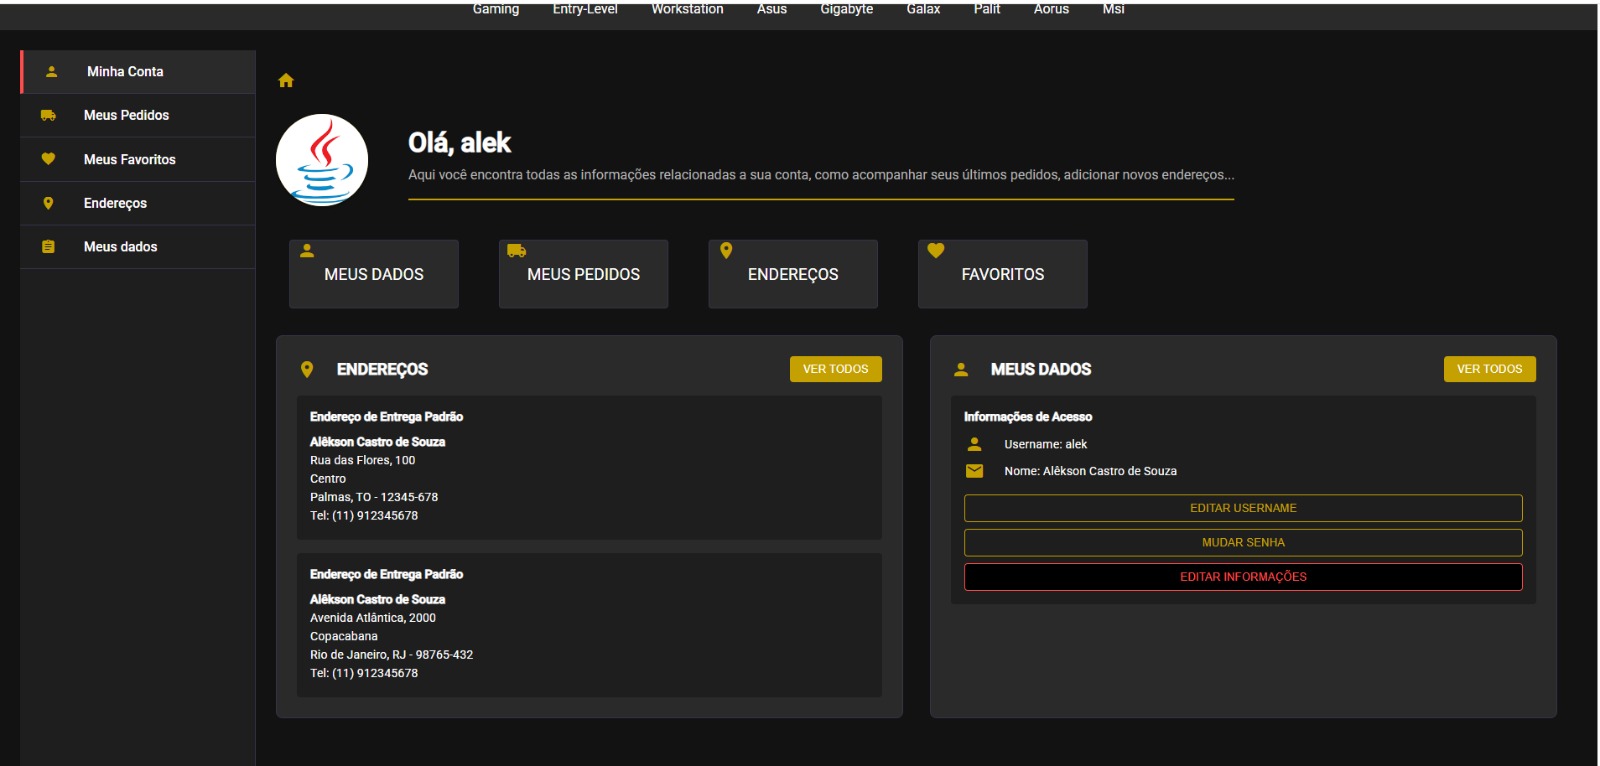 Gaming Entry-Level Workstation Asus Gigabyte Galax Palit Aorus Msi
Minha Conta
Meus Pedidos
Meus Favoritos
Endereços
Meus dados
Olá, alek
Aqui você encontra todas as informações relacionadas a sua conta, como acompanhar seus últimos pedidos, adicionar novos endereços...
MEUS DADOS
MEUS PEDIDOS
ENDEREÇOS
FAVORITOS
ENDEREÇOS
VER TODOS
Endereço de Entrega Padrão
Alêkson Castro de Souza
Rua das Flores, 100
Centro
Palmas, TO - 12345-678
Tel: (11) 912345678
Endereço de Entrega Padrão
Alêkson Castro de Souza
Avenida Atlântica, 2000
Copacabana
Rio de Janeiro, RJ - 98765-432
Tel: (11) 912345678
MEUS DADOS
VER TODOS
Informações de Acesso
Username: alek
Nome: Alêkson Castro de Souza
EDITAR USERNAME
MUDAR SENHA
EDITAR INFORMAÇÕES